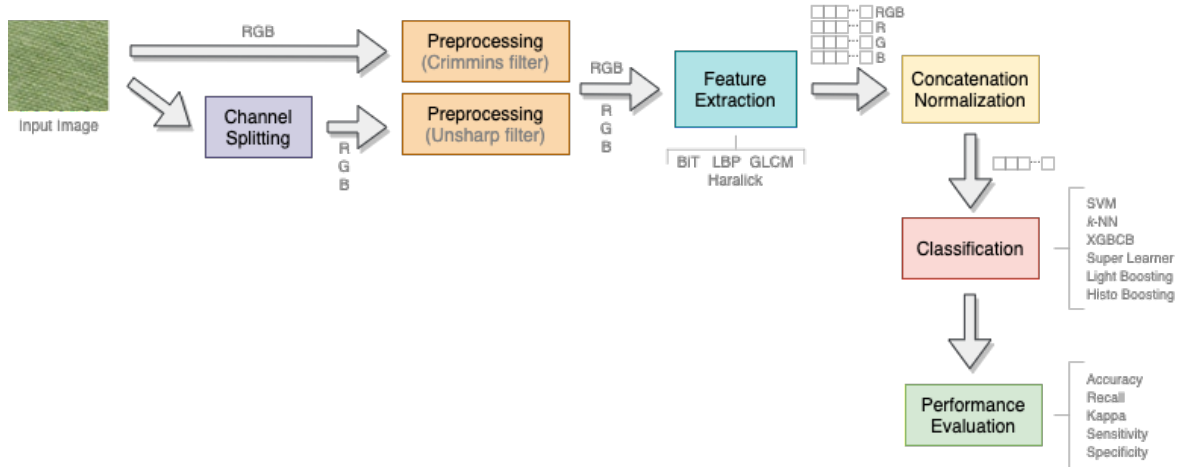 Input Image
RGB
Channel
Splitting
R
G
B
Preprocessing
(Crimmins filter)
Preprocessing
(Unsharp filter)
RGB
R
G
B
Feature
Extraction
BiT LBP GLCM
Haralick
RGB
R
G
B
Concatenation
Normalization
Classification
SVM
k-NN
XGBCB
Super Learner
Light Boosting
Histo Boosting
Performance
Evaluation
Accuracy
Recall
Kappa
Sensitivity
Specificity